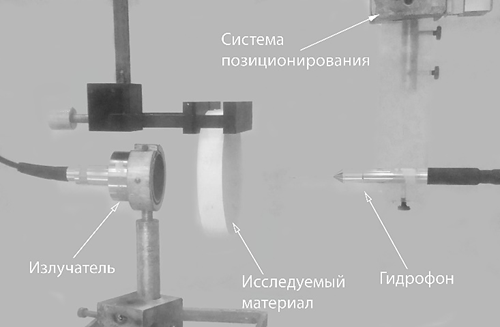 Система
позиционирования
Излучатель
Исследуемый
материал
Гидрофон